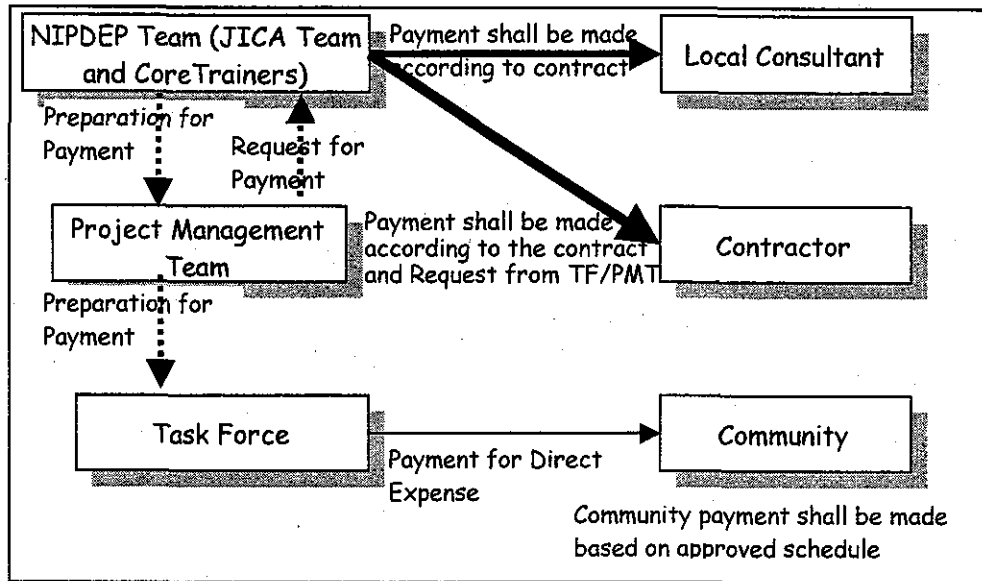 NIPDEP Team (JICA Team
and CoreTrainers)
Payment shall be made
according to contract
Local Consultant
Preparation for
Payment
Request for
Payment
Project Management
Team
Payment shall be made
according to the contract
and Request from TF/PMT
Contractor
Preparation for
Payment
Task Force
Payment for Direct
Expense
Community
Community payment shall be made
based on approved schedule